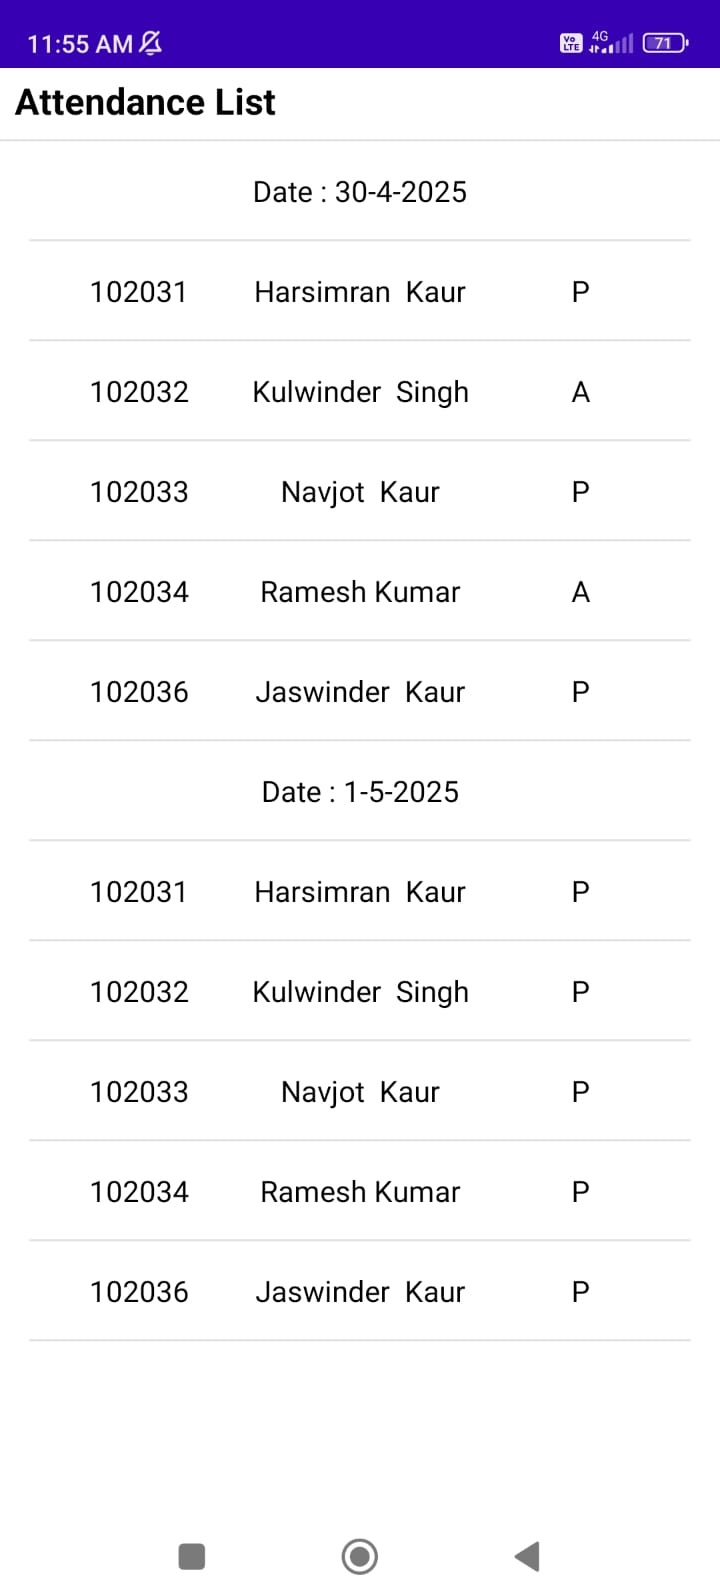 11:55 AM
Vo LTE 4G 71
Attendance List
Date : 30-4-2025
102031 Harsimran Kaur P
102032 Kulwinder Singh A
102033 Navjot Kaur P
102034 Ramesh Kumar A
102036 Jaswinder Kaur P
Date : 1-5-2025
102031 Harsimran Kaur P
102032 Kulwinder Singh P
102033 Navjot Kaur P
102034 Ramesh Kumar P
102036 Jaswinder Kaur P